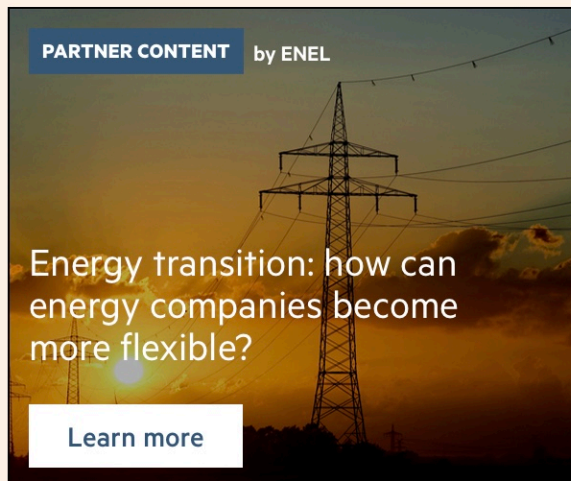 PARTNER CONTENT by ENEL
Energy transition: how can
energy companies become
more flexible?
Learn more